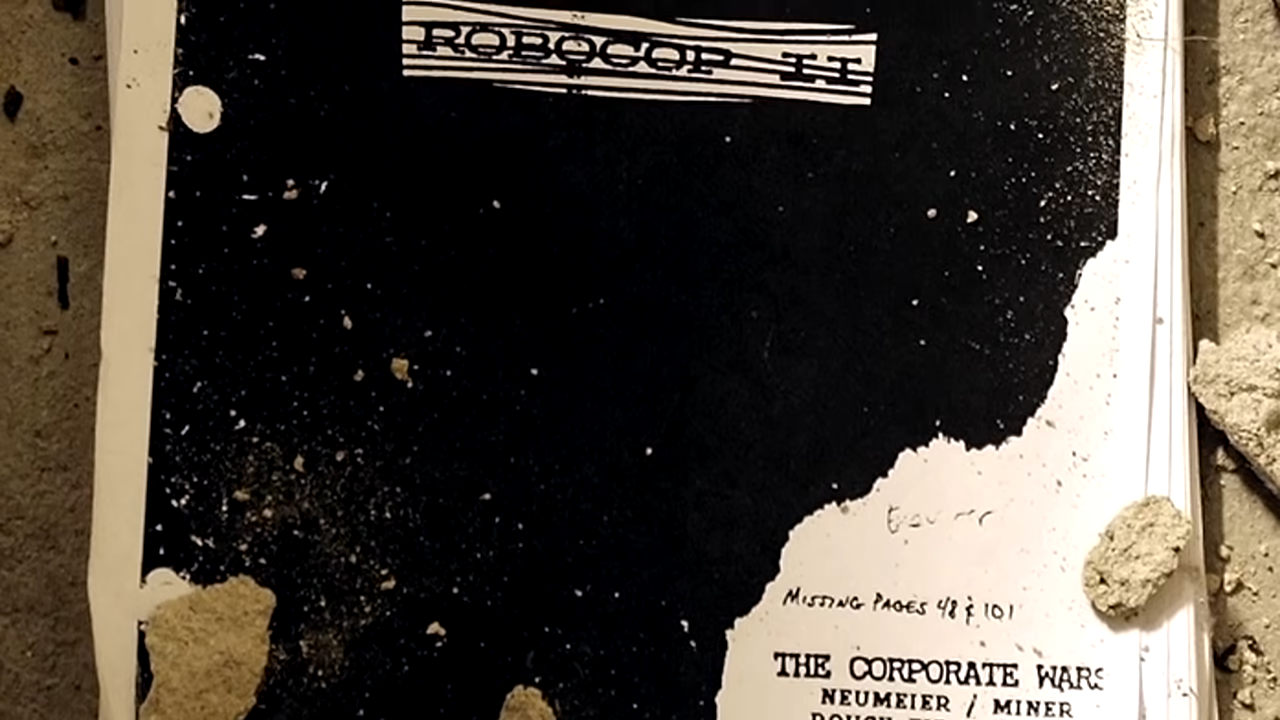 ROBOCOP II
MISSING PAGES 48 & 101
THE CORPORATE WARS
NEUMEIER / MINER